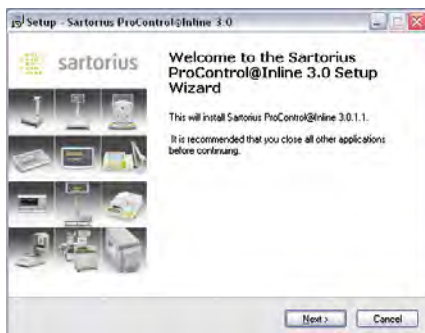 Setup - Sartorius ProControl@Inline 3.0
sartorius
Welcome to the Sartorius
ProControl@Inline 3.0 Setup
Wizard
This will install Sartorius ProControl@Inline 3.0.1.1.
It is recommended that you close all other applications
before continuing.
Next >
Cancel